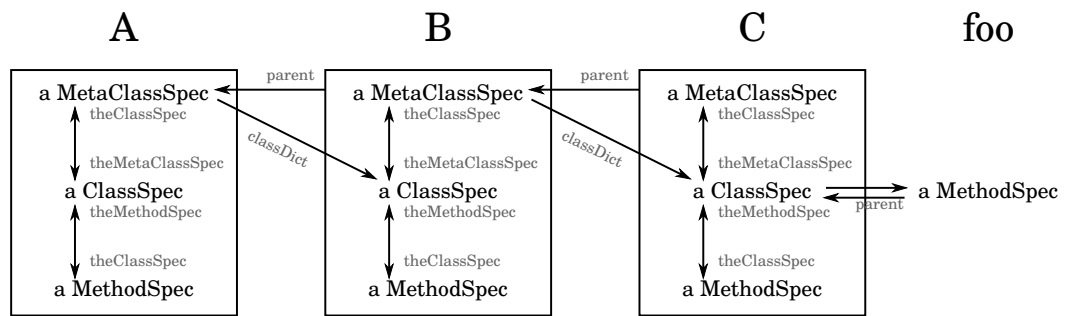 A B C foo
parent parent
a MetaClassSpec a MetaClassSpec a MetaClassSpec
theClassSpec theClassSpec theClassSpec
classDict classDict
theMetaClassSpec theMetaClassSpec theMetaClassSpec
a ClassSpec a ClassSpec a ClassSpec a MethodSpec
parent
theMethodSpec theMethodSpec theMethodSpec
theClassSpec theClassSpec theClassSpec
a MethodSpec a MethodSpec a MethodSpec